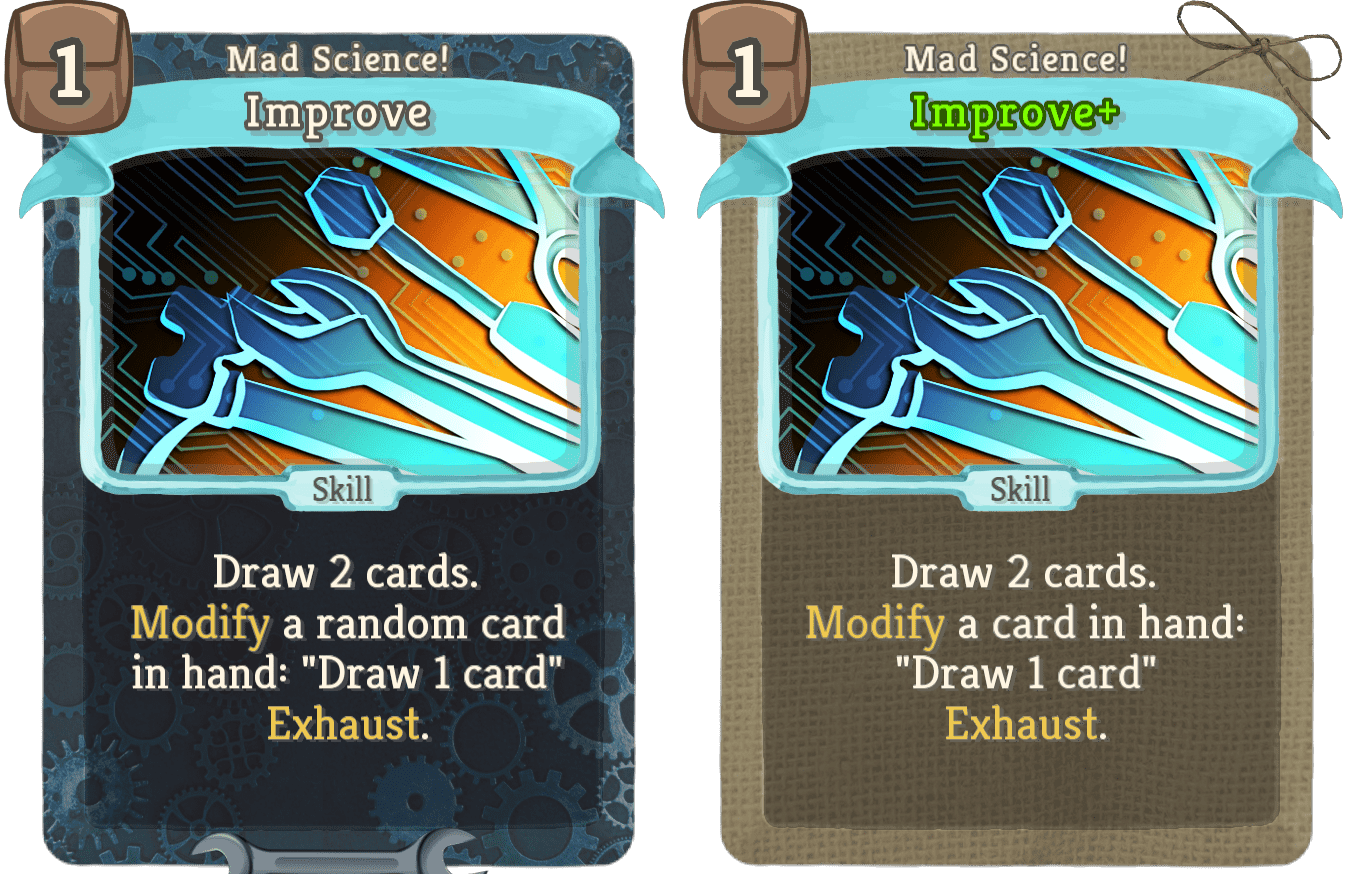 1
Mad Science!
Improve
Skill
Draw 2 cards.
Modify a random card
in hand: "Draw 1 card"
Exhaust.
1
Mad Science!
Improve+
Skill
Draw 2 cards.
Modify a card in hand:
"Draw 1 card"
Exhaust.